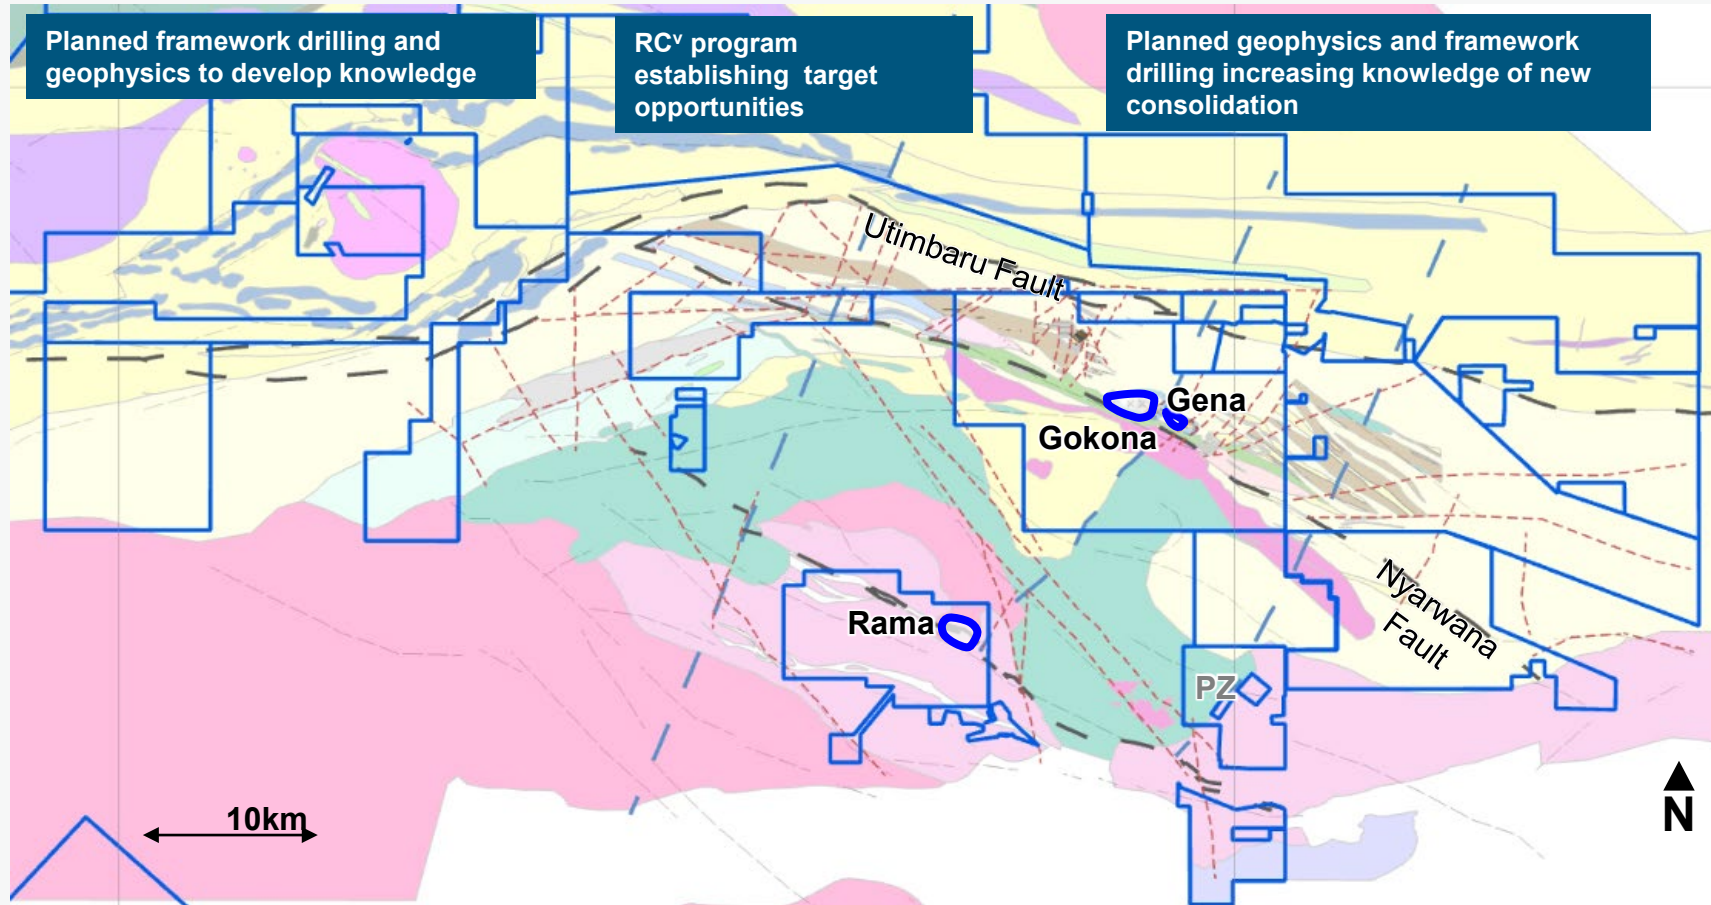 Planned framework drilling and
geophysics to develop knowledge
RCᵛ program
establishing target
opportunities
Planned geophysics and framework
drilling increasing knowledge of new
consolidation
Utimbaru Fault
Gena
Gokona
Nyarwana
Fault
Rama
PZ
10km
N